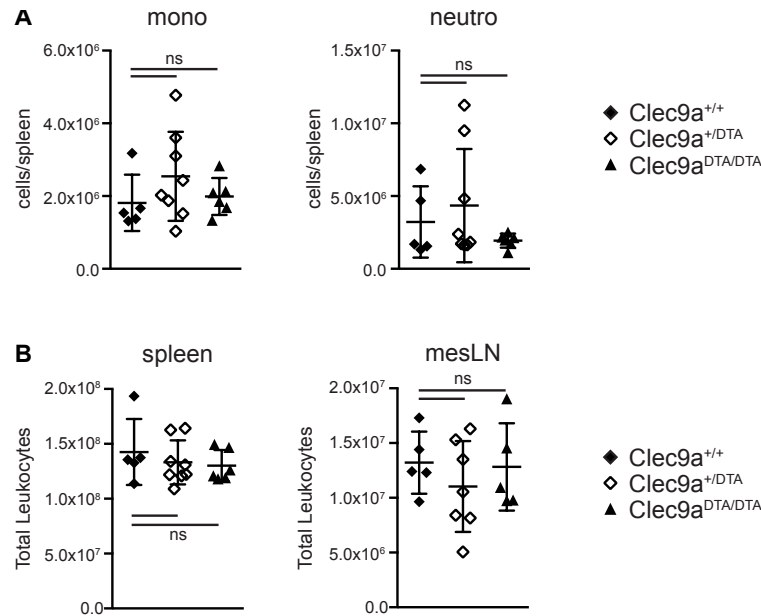 A
mono
neutro
6.0x10⁶
4.0x10⁶
2.0x10⁶
0.0
cells/spleen
ns
1.5x10⁷
1.0x10⁷
5.0x10⁶
0.0
cells/spleen
ns
Clec9a⁺/⁺
Clec9a⁺/ᴰᵀᴬ
Clec9aᴰᵀᴬ/ᴰᵀᴬ
B
spleen
mesLN
2.0x10⁸
1.5x10⁸
1.0x10⁸
5.0x10⁷
0.0
Total Leukocytes
ns
2.0x10⁷
1.5x10⁷
1.0x10⁷
5.0x10⁶
0.0
Total Leukocytes
ns
Clec9a⁺/⁺
Clec9a⁺/ᴰᵀᴬ
Clec9aᴰᵀᴬ/ᴰᵀᴬ